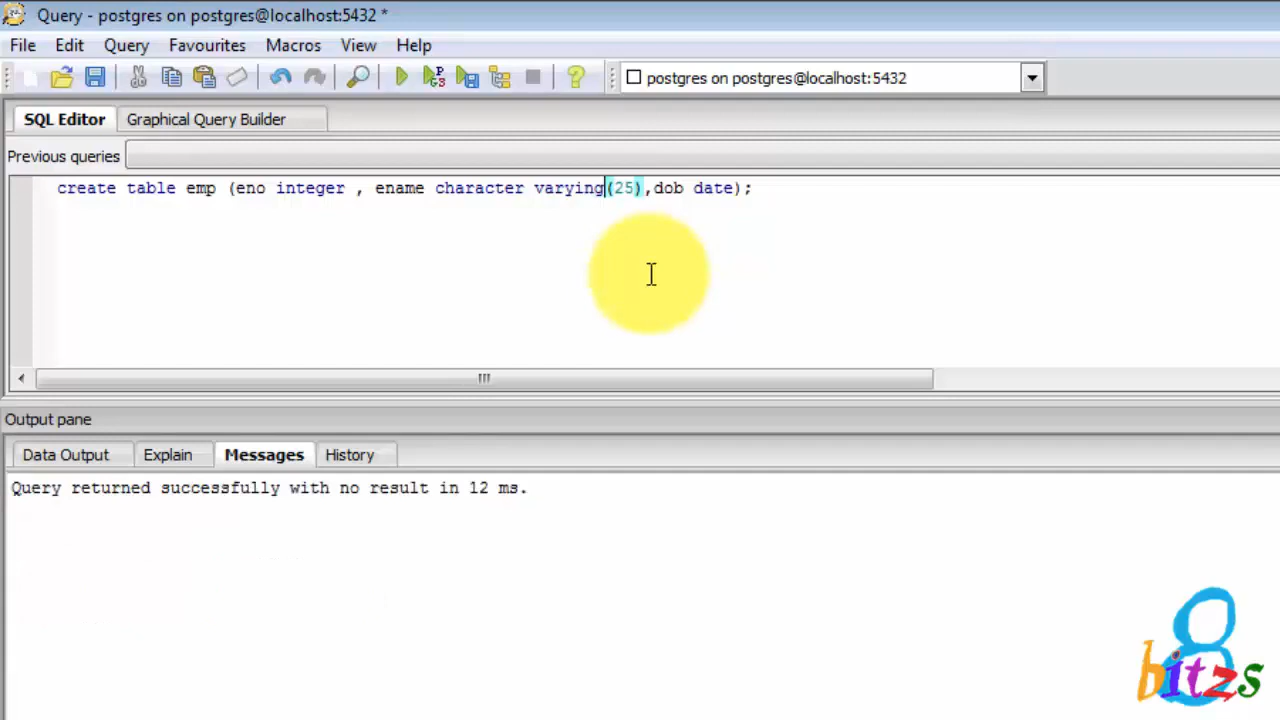 Query - postgres on postgres@localhost:5432 *
File Edit Query Favourites Macros View Help
postgres on postgres@localhost:5432
SQL Editor Graphical Query Builder
Previous queries
create table emp (eno integer , ename character varying(25),dob date);
Output pane
Data Output Explain Messages History
Query returned successfully with no result in 12 ms.
8
bitzs